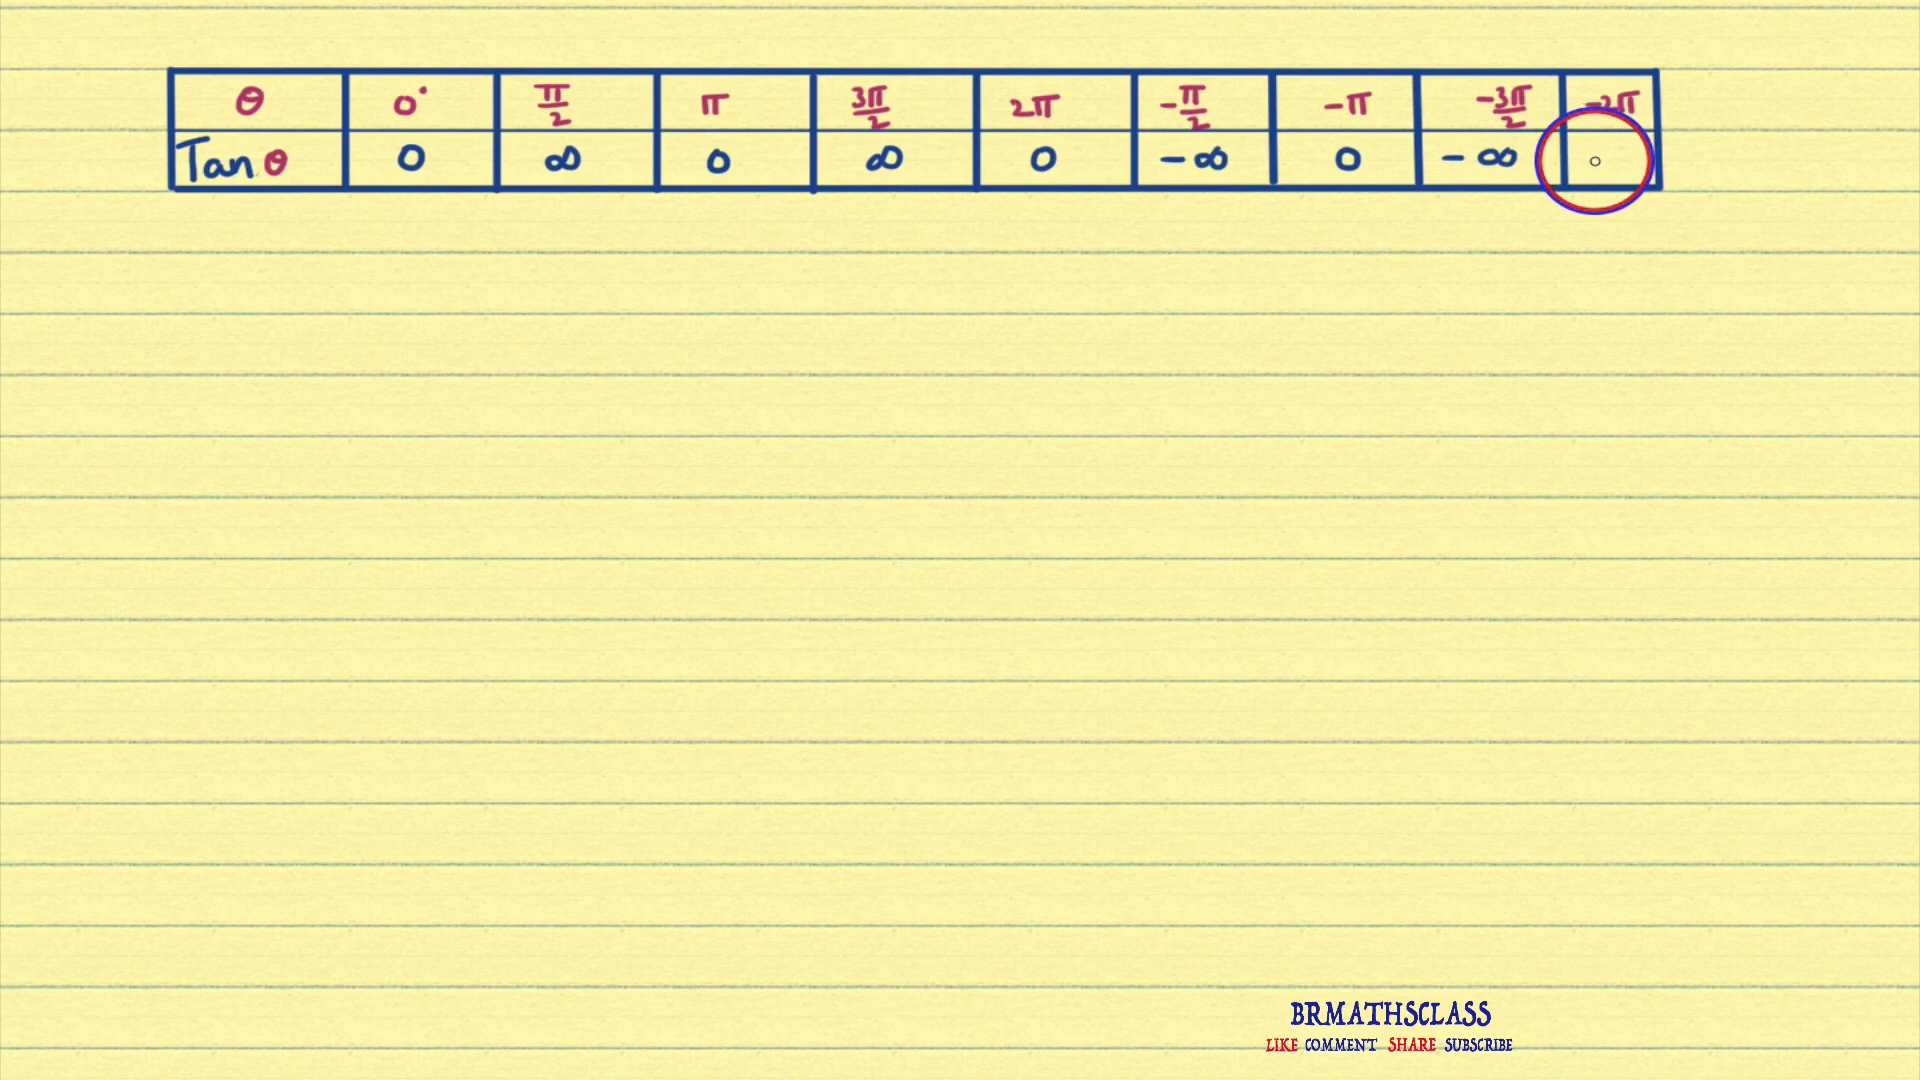 θ 0° π/2 π 3π/2 2π -π/2 -π -3π/2 -2π
Tan θ 0 ∞ 0 ∞ 0 -∞ 0 -∞
BRMATHSCLASS
LIKE COMMENT SHARE SUBSCRIBE